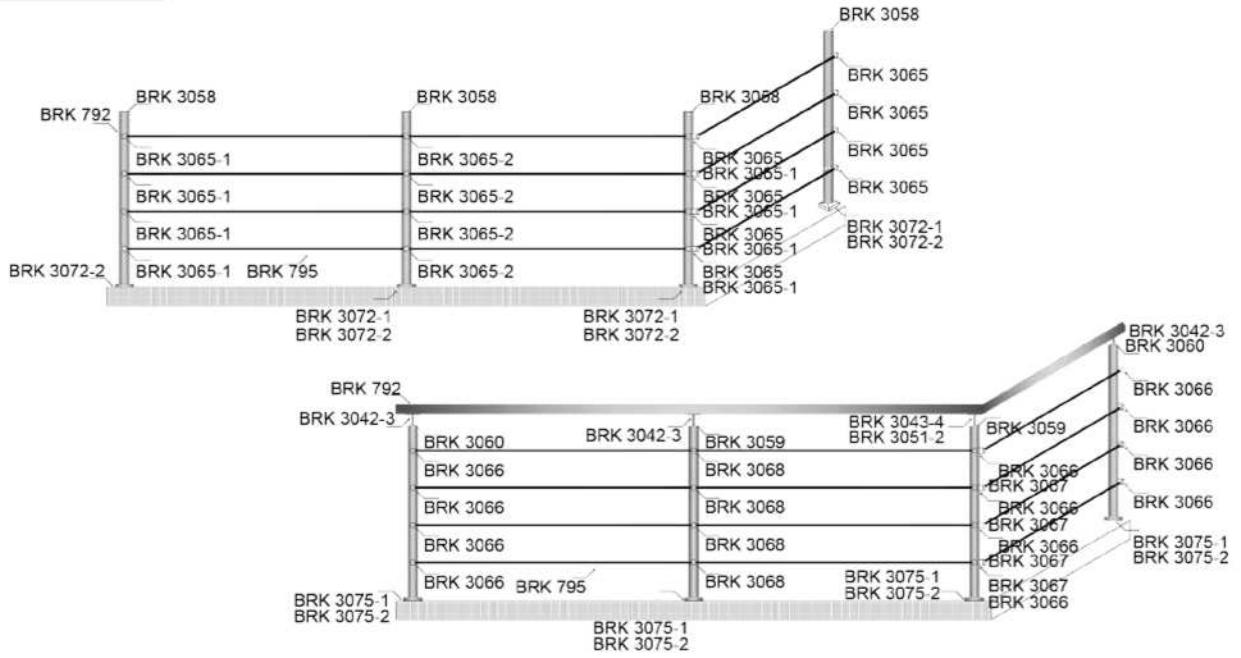 BRK 3058
BRK 3065
BRK 3058
BRK 3058
BRK 3058
BRK 792
BRK 3065
BRK 3065-1
BRK 3065-2
BRK 3065
BRK 3065-1
BRK 3065
BRK 3065-1
BRK 3065-2
BRK 3065
BRK 3065-1
BRK 3065
BRK 3065-1
BRK 3065-2
BRK 3065
BRK 3065-1
BRK 3072-1
BRK 3072-2
BRK 3072-2
BRK 3065-1
BRK 795
BRK 3065-2
BRK 3065
BRK 3065-1
BRK 3072-1
BRK 3072-2
BRK 3072-1
BRK 3072-2
BRK 3042-3
BRK 3060
BRK 792
BRK 3066
BRK 3042-3
BRK 3042-3
BRK 3043-4
BRK 3051-2
BRK 3059
BRK 3066
BRK 3060
BRK 3059
BRK 3066
BRK 3066
BRK 3068
BRK 3066
BRK 3067
BRK 3066
BRK 3066
BRK 3068
BRK 3066
BRK 3067
BRK 3066
BRK 3068
BRK 3066
BRK 3067
BRK 3075-1
BRK 3075-2
BRK 3066
BRK 795
BRK 3068
BRK 3075-1
BRK 3075-2
BRK 3067
BRK 3066
BRK 3075-1
BRK 3075-2
BRK 3075-1
BRK 3075-2